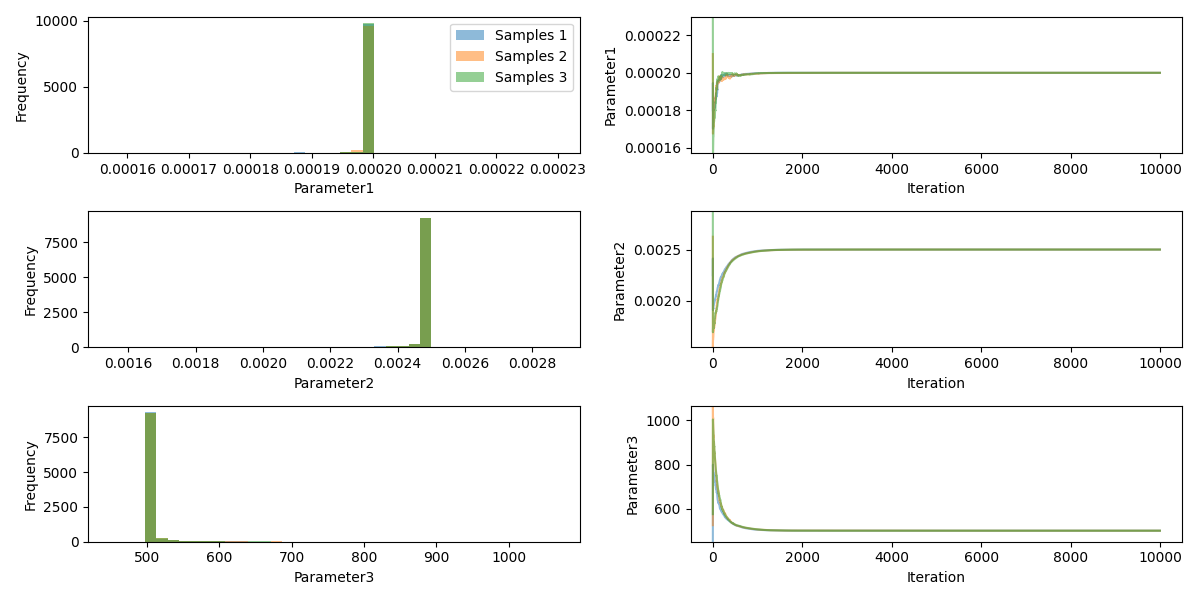 10000
5000
0
Frequency
Samples 1
Samples 2
Samples 3
0.00016 0.00017 0.00018 0.00019 0.00020 0.00021 0.00022 0.00023
Parameter1
0.00022
0.00020
0.00018
0.00016
Parameter1
0 2000 4000 6000 8000 10000
Iteration
7500
5000
2500
0
Frequency
0.0016 0.0018 0.0020 0.0022 0.0024 0.0026 0.0028
Parameter2
0.0025
0.0020
Parameter2
0 2000 4000 6000 8000 10000
Iteration
7500
5000
2500
0
Frequency
500 600 700 800 900 1000
Parameter3
1000
800
600
Parameter3
0 2000 4000 6000 8000 10000
Iteration